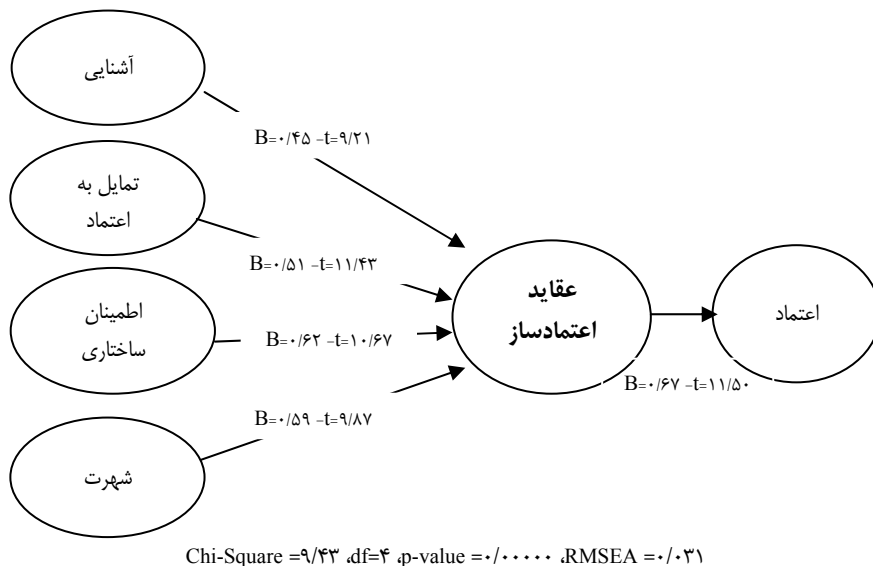 آشنایی
B=۰/۴۵ -t=۹/۲۱
تمایل به
اعتماد
B=۰/۵۱ -t=۱۱/۴۳
اطمینان
ساختاری
B=۰/۶۲ -t=۱۰/۶۷
شهرت
B=۰/۵۹ -t=۹/۸۷
عقاید
اعتمادساز
B=۰/۶۷ -t=۱۱/۵۰
اعتماد
Chi-Square =۹/۴۳ ،df=۴ ،p-value =۰/۰۰۰۰۰ ،RMSEA =۰/۰۳۱